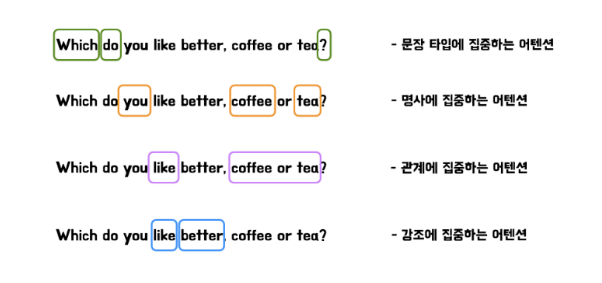 Which do you like better, coffee or tea? - 문장 타입에 집중하는 어텐션
Which do you like better, coffee or tea? - 명사에 집중하는 어텐션
Which do you like better, coffee or tea? - 관계에 집중하는 어텐션
Which do you like better, coffee or tea? - 강조에 집중하는 어텐션